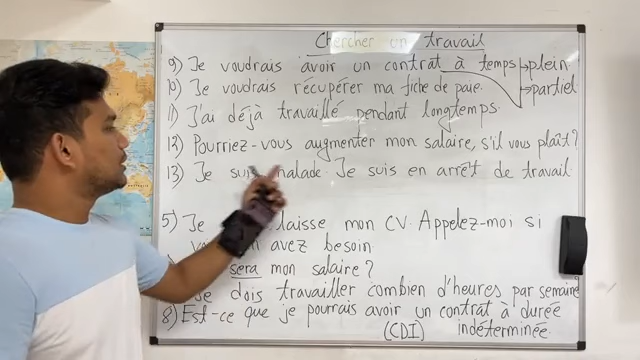 Chercher un travail
9) Je voudrais avoir un contrat à temps plein
10) Je voudrais récupérer ma fiche de paie. partiel
11) J'ai déjà travaillé pendant longtemps.
12) Pourriez-vous augmenter mon salaire, s'il vous plaît?
13) Je suis malade. Je suis en arrêt de travail
5) Je laisse mon CV. Appelez-moi si
avez besoin.
sera mon salaire?
Je dois travailler combien d'heures par semaine
8) Est-ce que je pourrais avoir un contrat à durée
(CDI) indéterminée.